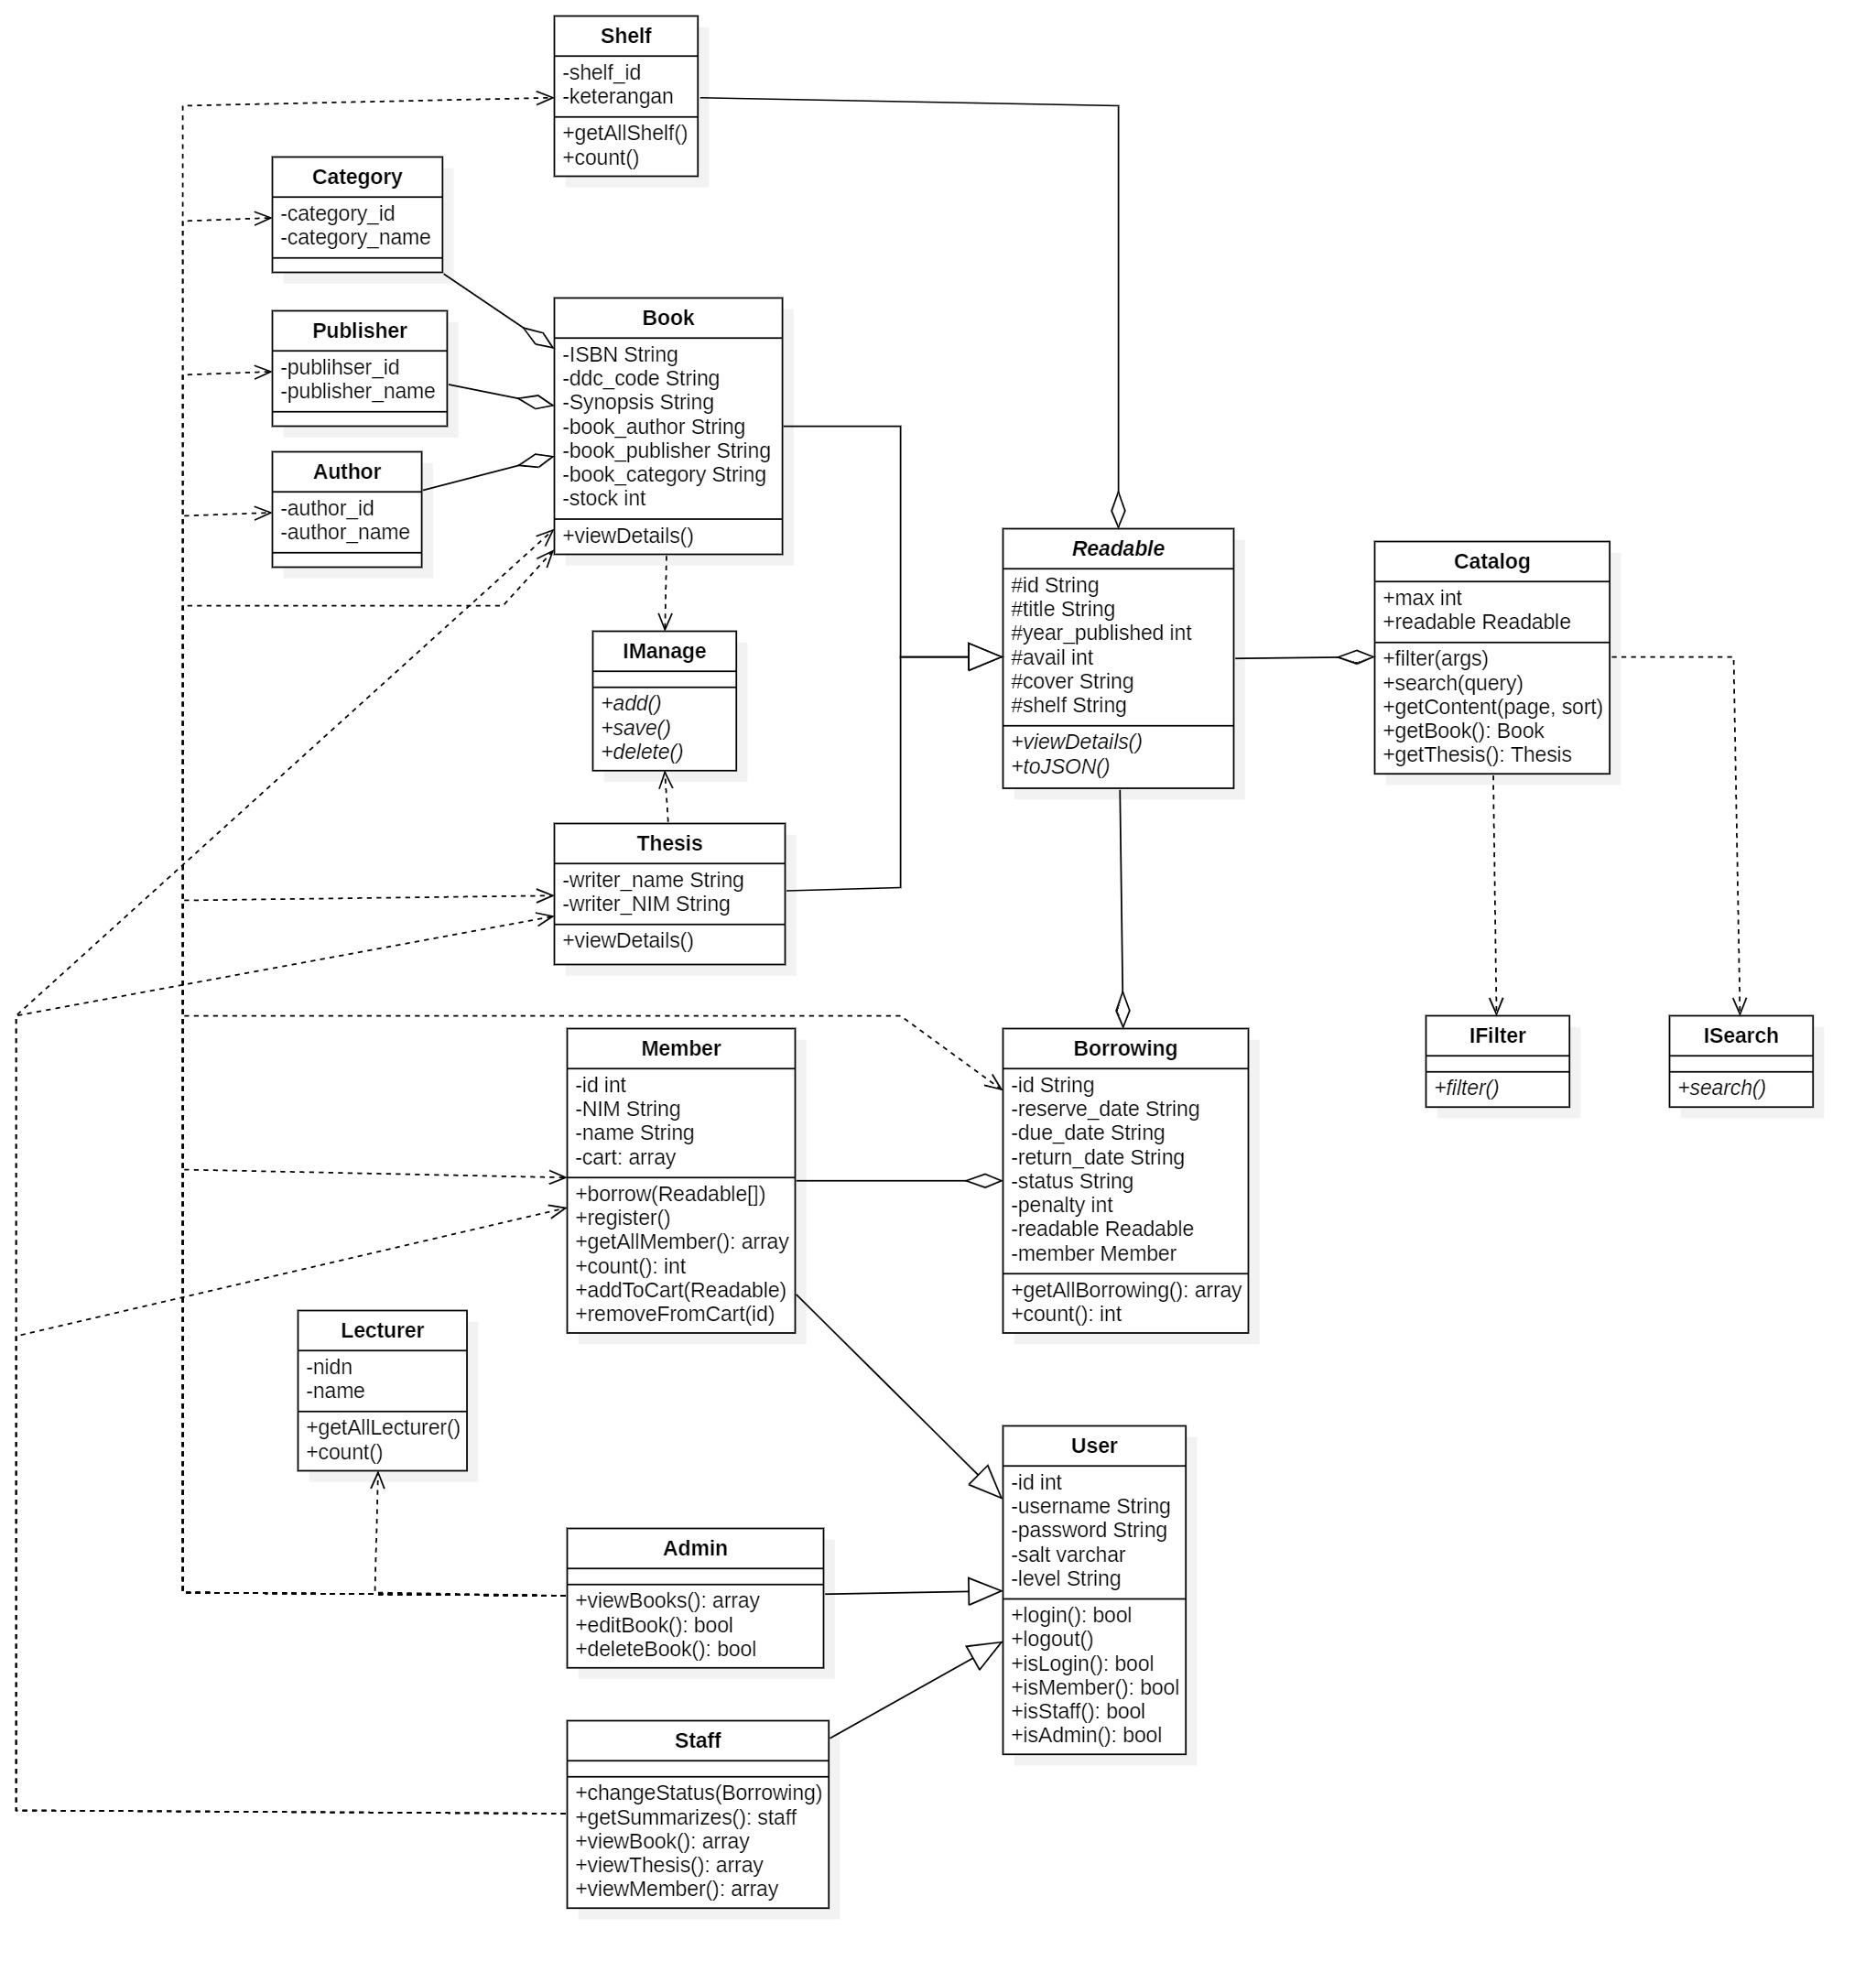 Shelf
-shelf_id
-keterangan
+getAllShelf()
+count()
Category
-category_id
-category_name
Publisher
-publihser_id
-publisher_name
Author
-author_id
-author_name
Book
-ISBN String
-ddc_code String
-Synopsis String
-book_author String
-book_publisher String
-book_category String
-stock int
+viewDetails()
IManage
+add()
+save()
+delete()
Thesis
-writer_name String
-writer_NIM String
+viewDetails()
Readable
#id String
#title String
#year_published int
#avail int
#cover String
#shelf String
+viewDetails()
+toJSON()
Catalog
+max int
+readable Readable
+filter(args)
+search(query)
+getContent(page, sort)
+getBook(): Book
+getThesis(): Thesis
IFilter
+filter()
ISearch
+search()
Member
-id int
-NIM String
-name String
-cart: array
+borrow(Readable[])
+register()
+getAllMember(): array
+count(): int
+addToCart(Readable)
+removeFromCart(id)
Borrowing
-id String
-reserve_date String
-due_date String
-return_date String
-status String
-penalty int
-readable Readable
-member Member
+getAllBorrowing(): array
+count(): int
Lecturer
-nidn
-name
+getAllLecturer()
+count()
User
-id int
-username String
-password String
-salt varchar
-level String
+login(): bool
+logout()
+isLogin(): bool
+isMember(): bool
+isStaff(): bool
+isAdmin(): bool
Admin
+viewBooks(): array
+editBook(): bool
+deleteBook(): bool
Staff
+changeStatus(Borrowing)
+getSummarizes(): staff
+viewBook(): array
+viewThesis(): array
+viewMember(): array